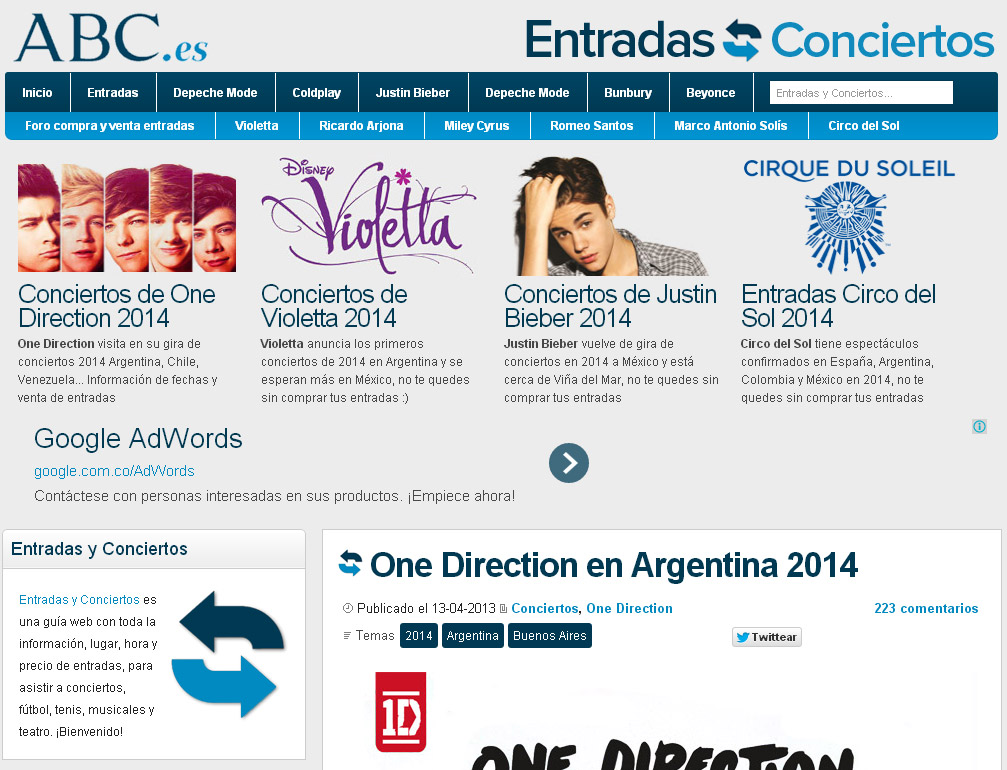 ABC.es
Entradas Conciertos
Inicio Entradas Depeche Mode Coldplay Justin Bieber Depeche Mode Bunbury Beyonce Entradas y Conciertos...
Foro compra y venta entradas Violetta Ricardo Arjona Miley Cyrus Romeo Santos Marco Antonio Solís Circo del Sol
Conciertos de One
Direction 2014
One Direction visita en su gira de
conciertos 2014 Argentina, Chile,
Venezuela... Información de fechas y
venta de entradas
Disney
Violetta
Conciertos de
Violetta 2014
Violetta anuncia los primeros
conciertos de 2014 en Argentina y se
esperan más en México, no te quedes
sin comprar tus entradas :)
Conciertos de Justin
Bieber 2014
Justin Bieber vuelve de gira de
conciertos en 2014 a México y está
cerca de Viña del Mar, no te quedes sin
comprar tus entradas
CIRQUE DU SOLEIL
Entradas Circo del
Sol 2014
Circo del Sol tiene espectáculos
confirmados en España, Argentina,
Colombia y México en 2014, no te
quedes sin comprar tus entradas
Google AdWords
google.com.co/AdWords
Contáctese con personas interesadas en sus productos. ¡Empiece ahora!
Entradas y Conciertos
Entradas y Conciertos es
una guía web con toda la
información, lugar, hora y
precio de entradas, para
asistir a conciertos,
fútbol, tenis, musicales y
teatro. ¡Bienvenido!
One Direction en Argentina 2014
Publicado el 13-04-2013 Conciertos, One Direction 223 comentarios
Temas 2014 Argentina Buenos Aires Twittear
1D
ONE DIRECTION